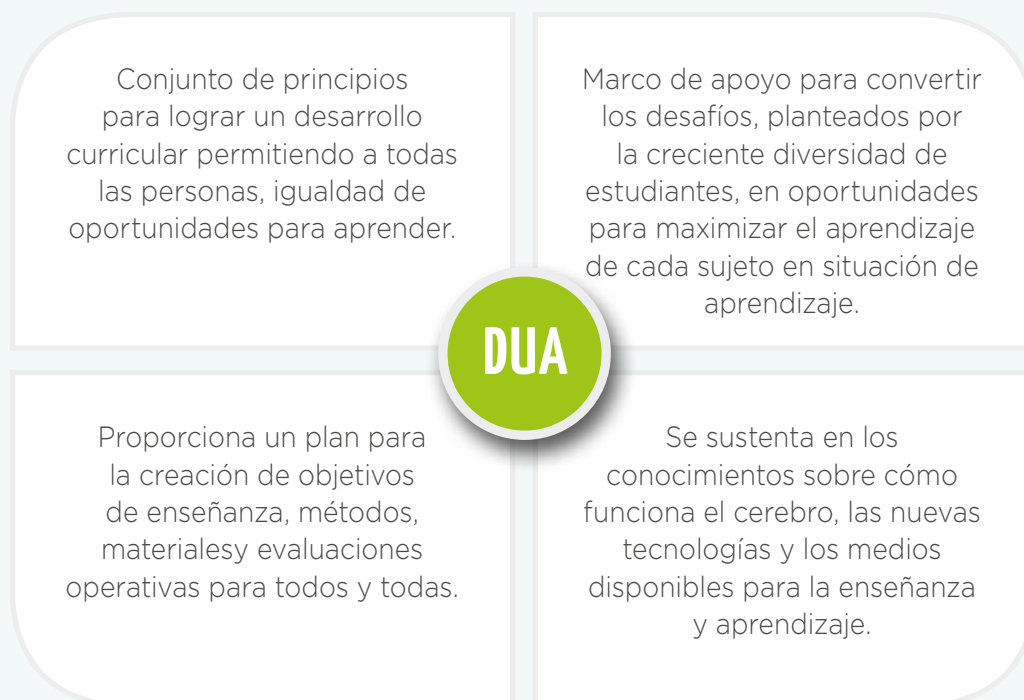 Conjunto de principios
para lograr un desarrollo
curricular permitiendo a todas
las personas, igualdad de
oportunidades para aprender.
Marco de apoyo para convertir
los desafíos, planteados por
la creciente diversidad de
estudiantes, en oportunidades
para maximizar el aprendizaje
de cada sujeto en situación de
aprendizaje.
DUA
Proporciona un plan para
la creación de objetivos
de enseñanza, métodos,
materialesy evaluaciones
operativas para todos y todas.
Se sustenta en los
conocimientos sobre cómo
funciona el cerebro, las nuevas
tecnologías y los medios
disponibles para la enseñanza
y aprendizaje.